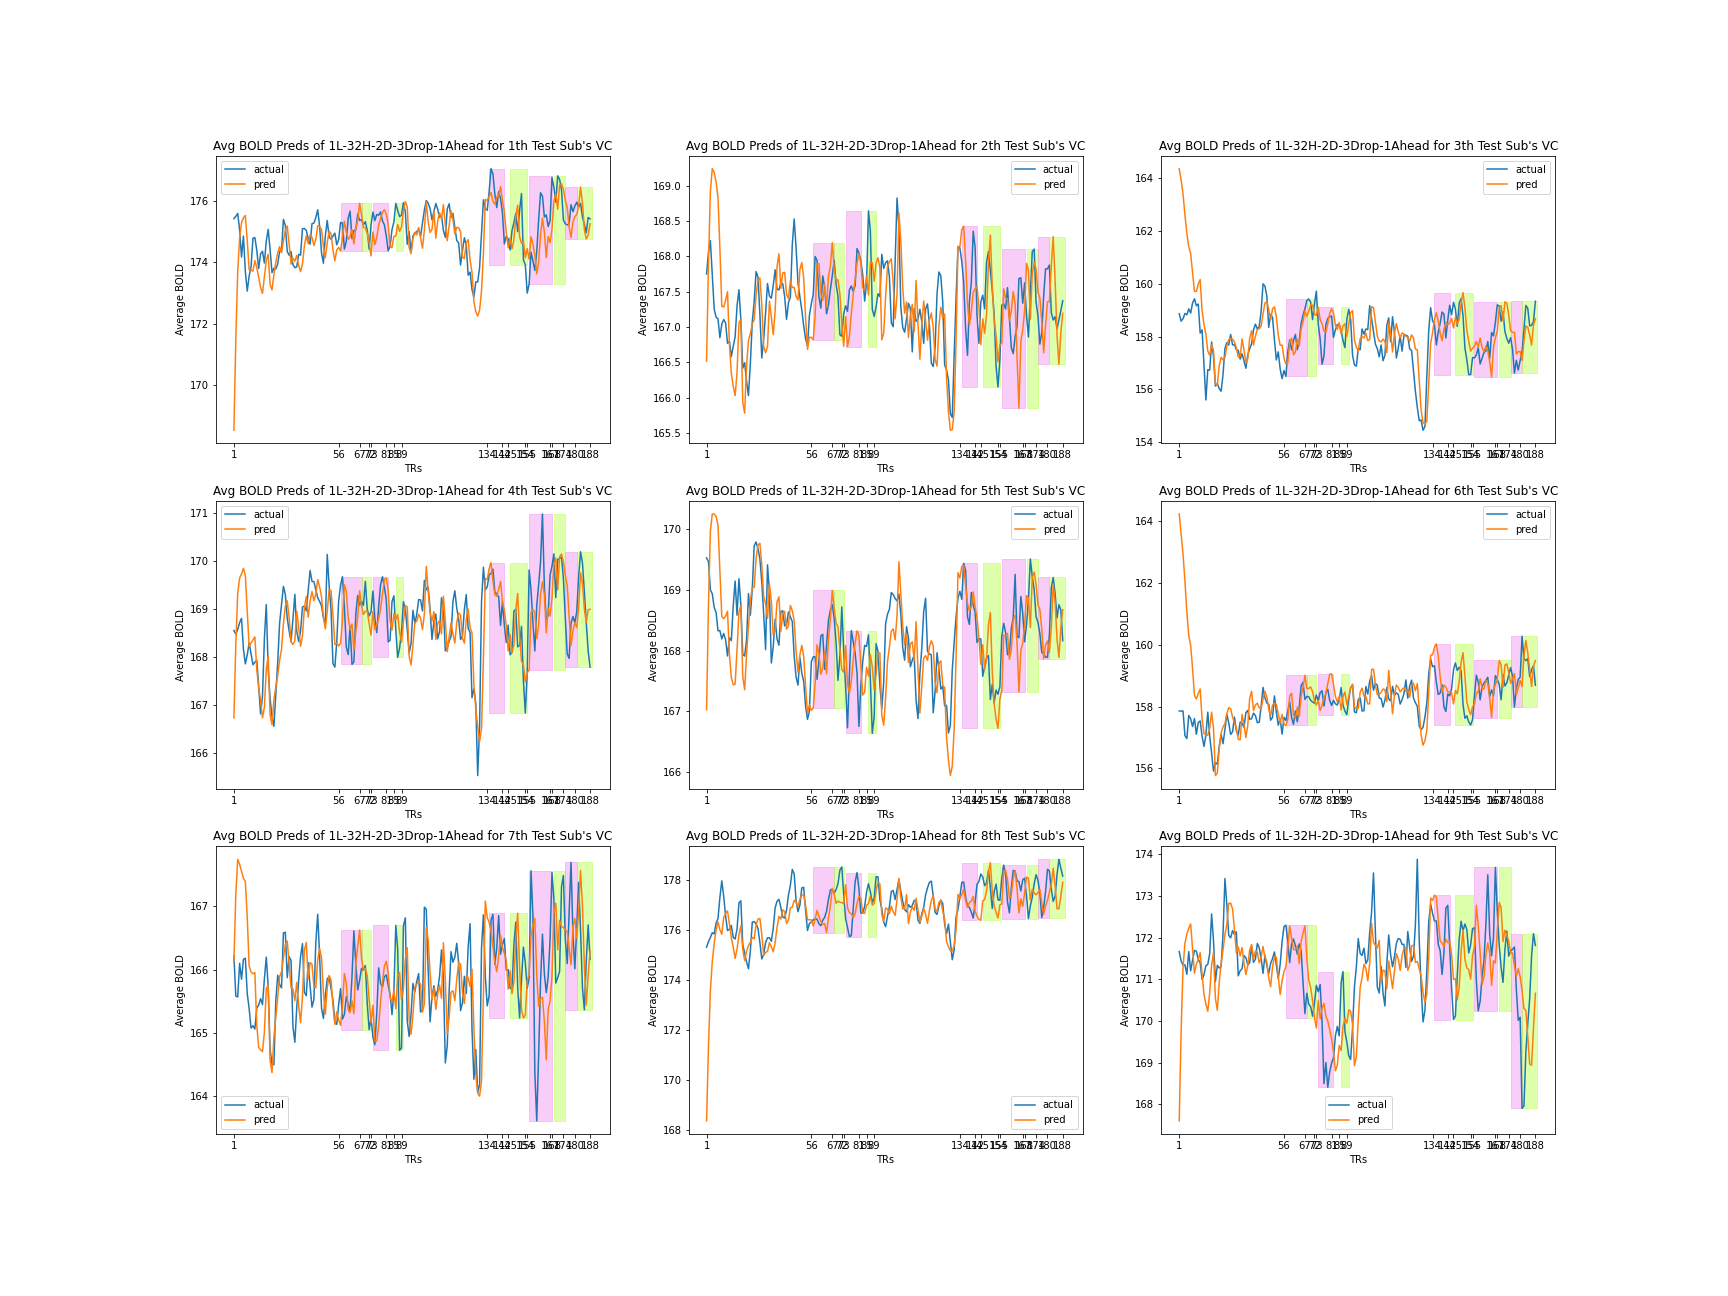 Avg BOLD Preds of 1L-32H-2D-3Drop-1Ahead for 1th Test Sub's VC
Avg BOLD Preds of 1L-32H-2D-3Drop-1Ahead for 2th Test Sub's VC
Avg BOLD Preds of 1L-32H-2D-3Drop-1Ahead for 3th Test Sub's VC
actual
pred
176
174
172
170
Average BOLD
1
56
134
188
TRs
actual
pred
169.0
168.5
168.0
167.5
167.0
166.5
166.0
165.5
Average BOLD
1
56
134
188
TRs
actual
pred
164
162
160
158
156
154
Average BOLD
1
56
134
188
TRs
Avg BOLD Preds of 1L-32H-2D-3Drop-1Ahead for 4th Test Sub's VC
Avg BOLD Preds of 1L-32H-2D-3Drop-1Ahead for 5th Test Sub's VC
Avg BOLD Preds of 1L-32H-2D-3Drop-1Ahead for 6th Test Sub's VC
actual
pred
171
170
169
168
167
166
Average BOLD
1
56
134
188
TRs
actual
pred
170
169
168
167
166
Average BOLD
1
56
134
188
TRs
actual
pred
164
162
160
158
156
Average BOLD
1
56
134
188
TRs
Avg BOLD Preds of 1L-32H-2D-3Drop-1Ahead for 7th Test Sub's VC
Avg BOLD Preds of 1L-32H-2D-3Drop-1Ahead for 8th Test Sub's VC
Avg BOLD Preds of 1L-32H-2D-3Drop-1Ahead for 9th Test Sub's VC
167
166
165
164
Average BOLD
actual
pred
1
56
134
188
TRs
178
176
174
172
170
168
Average BOLD
actual
pred
1
56
134
188
TRs
174
173
172
171
170
169
168
Average BOLD
actual
pred
1
56
134
188
TRs